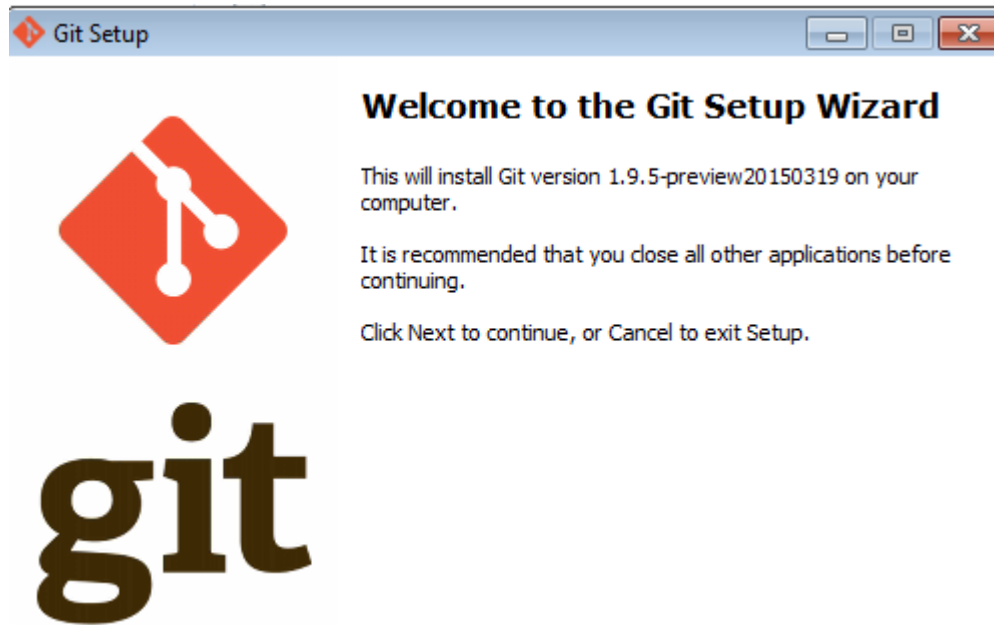 Git Setup
Welcome to the Git Setup Wizard
This will install Git version 1.9.5-preview20150319 on your
computer.
It is recommended that you close all other applications before
continuing.
Click Next to continue, or Cancel to exit Setup.
git